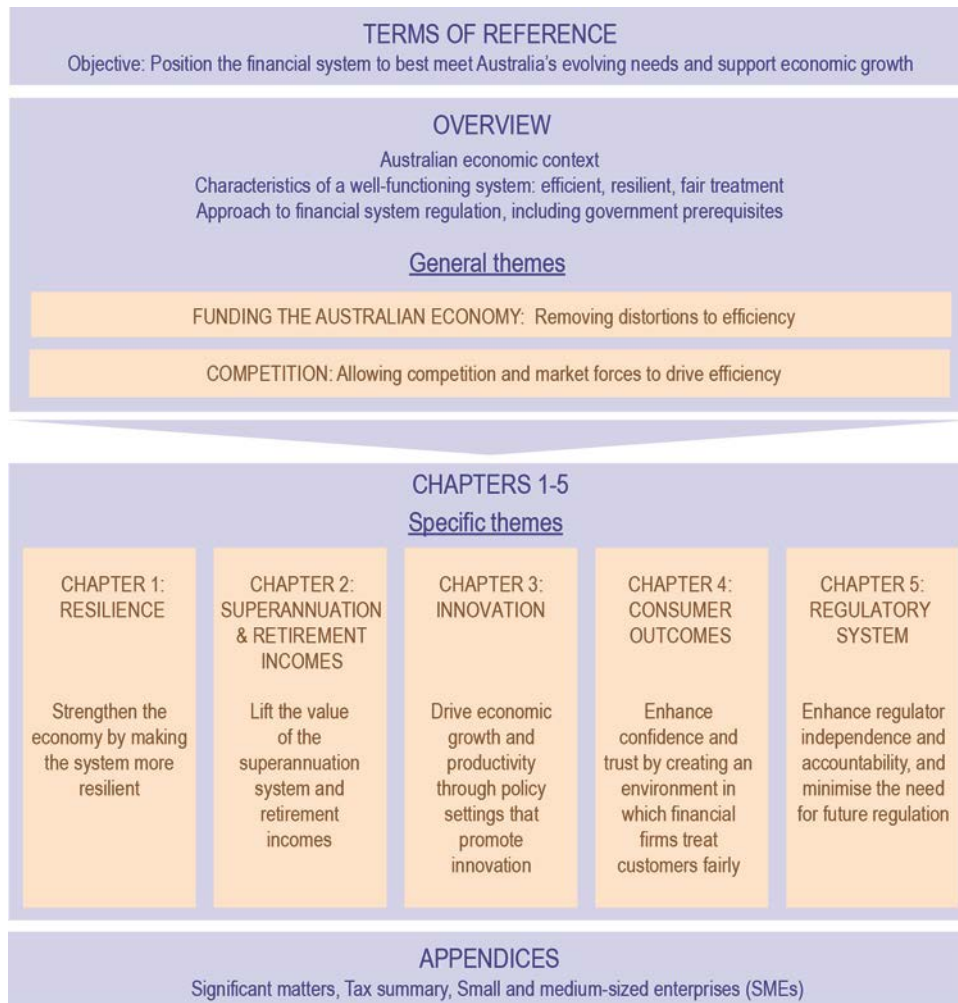 TERMS OF REFERENCE
Objective: Position the financial system to best meet Australia's evolving needs and support economic growth
OVERVIEW
Australian economic context
Characteristics of a well-functioning system: efficient, resilient, fair treatment
Approach to financial system regulation, including government prerequisites
General themes
FUNDING THE AUSTRALIAN ECONOMY: Removing distortions to efficiency
COMPETITION: Allowing competition and market forces to drive efficiency
CHAPTERS 1-5
Specific themes
CHAPTER 1:
RESILIENCE
Strengthen the
economy by making
the system more
resilient
CHAPTER 2:
SUPERANNUATION
& RETIREMENT
INCOMES
Lift the value
of the
superannuation
system and
retirement
incomes
CHAPTER 3:
INNOVATION
Drive economic
growth and
productivity
through policy
settings that
promote
innovation
CHAPTER 4:
CONSUMER
OUTCOMES
Enhance
confidence and
trust by creating an
environment in
which financial
firms treat
customers fairly
CHAPTER 5:
REGULATORY
SYSTEM
Enhance regulator
independence and
accountability, and
minimise the need
for future regulation
APPENDICES
Significant matters, Tax summary, Small and medium-sized enterprises (SMEs)